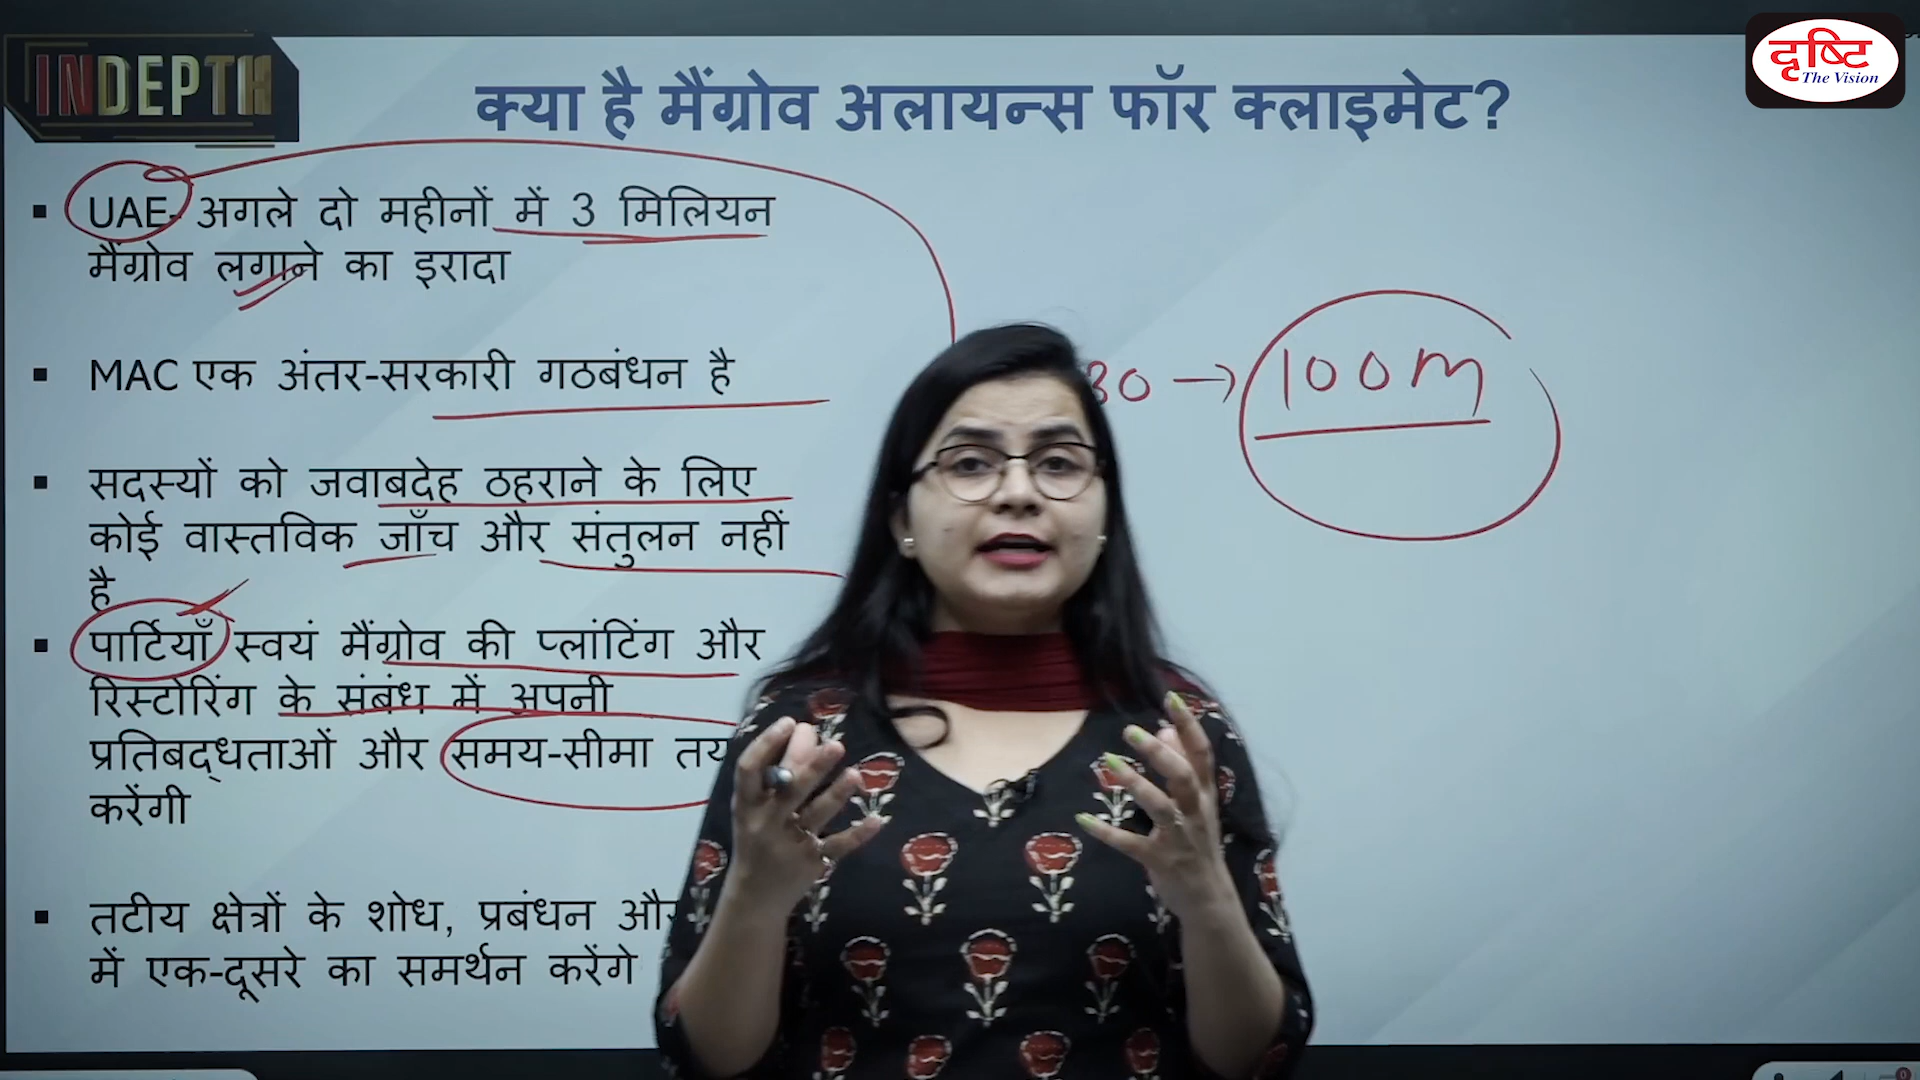 INDEPTH
क्या है मैंग्रोव अलायन्स फॉर क्लाइमेट?
दृष्टि
The Vision
▪ UAE- अगले दो महीनों में 3 मिलियन
मैंग्रोव लगाने का इरादा
▪ MAC एक अंतर-सरकारी गठबंधन है
30 → 100m
▪ सदस्यों को जवाबदेह ठहराने के लिए
कोई वास्तविक जाँच और संतुलन नहीं
है
▪ पार्टियाँ स्वयं मैंग्रोव की प्लांटिंग और
रिस्टोरिंग के संबंध में अपनी
प्रतिबद्धताओं और समय-सीमा
करेंगी
▪ तटीय क्षेत्रों के शोध, प्रबंधन
में एक-दूसरे का समर्थन करेंगे